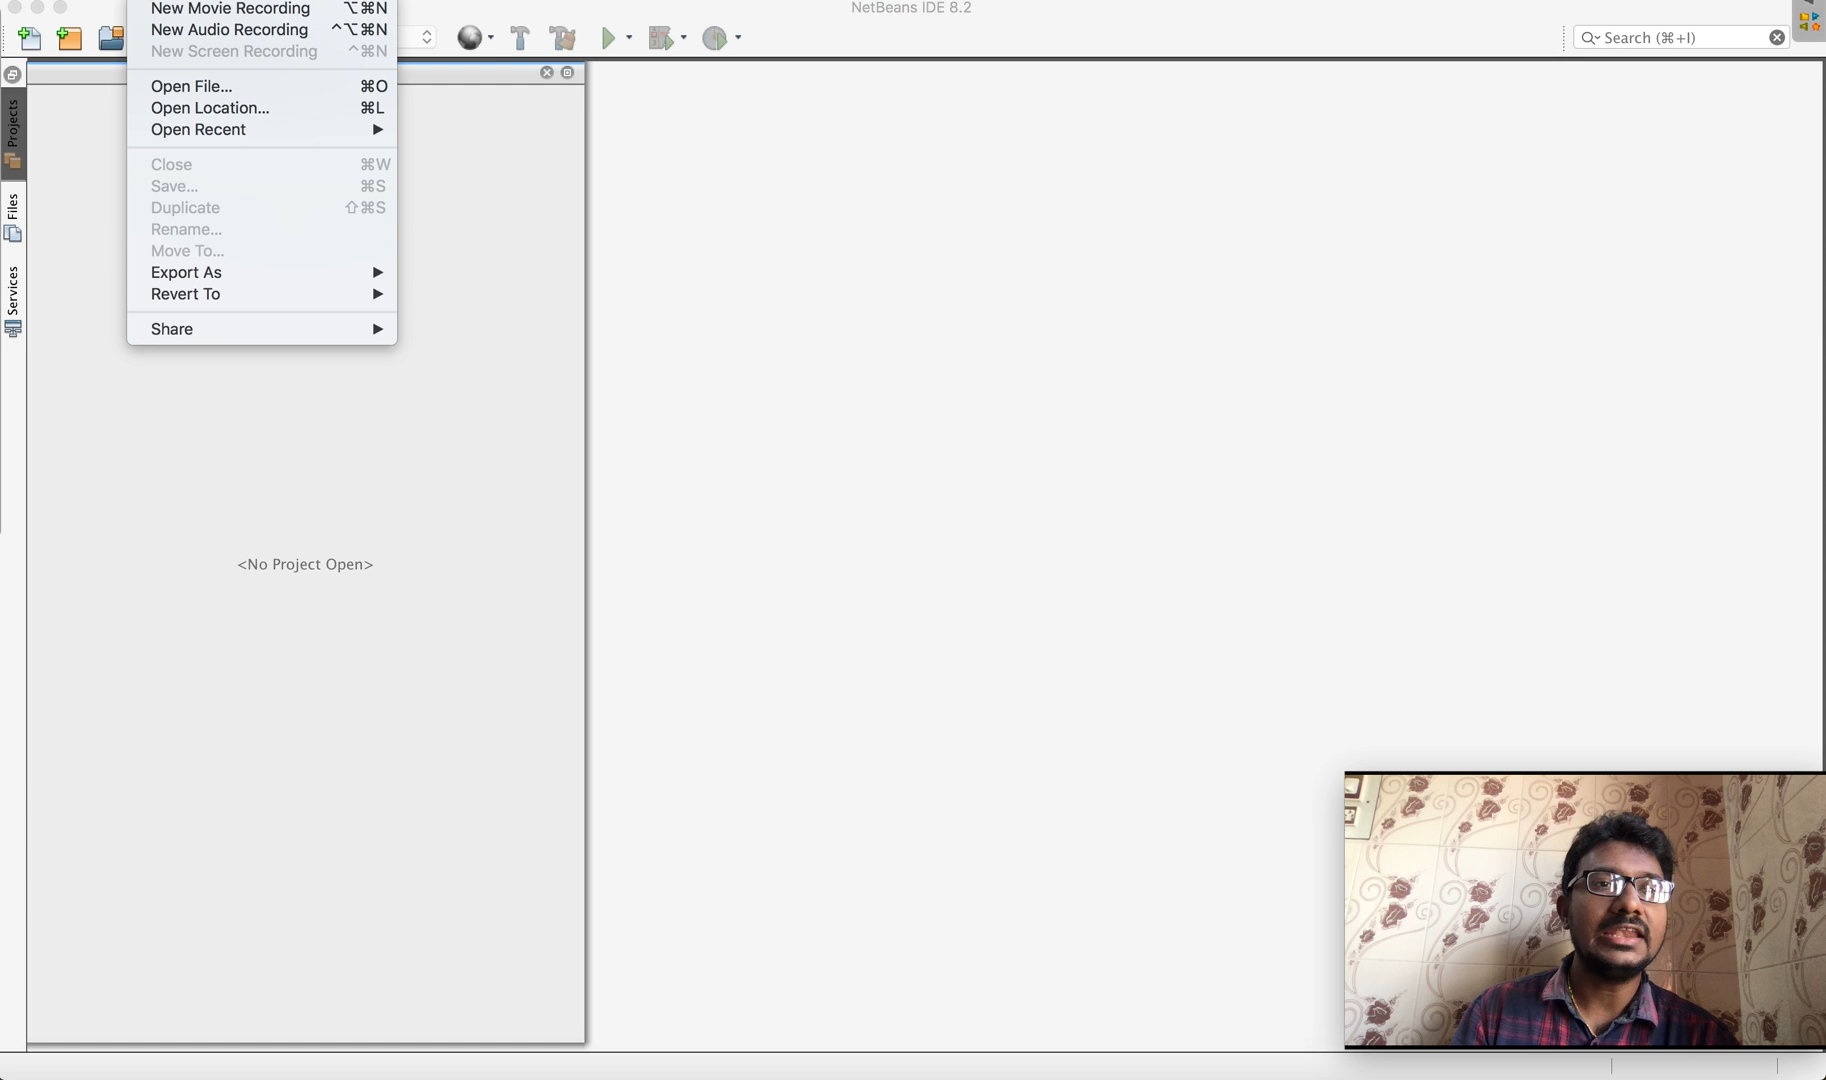 NetBeans IDE 8.2
New Movie Recording ⌥⌘N
New Audio Recording ^⌥⌘N
New Screen Recording ^⌘N
Search (⌘+I)
Open File... ⌘O
Open Location... ⌘L
Open Recent ▶
Close ⌘W
Save... ⌘S
Duplicate ⇧⌘S
Rename...
Move To...
Export As ▶
Revert To ▶
Share ▶
Projects
Files
Services
<No Project Open>